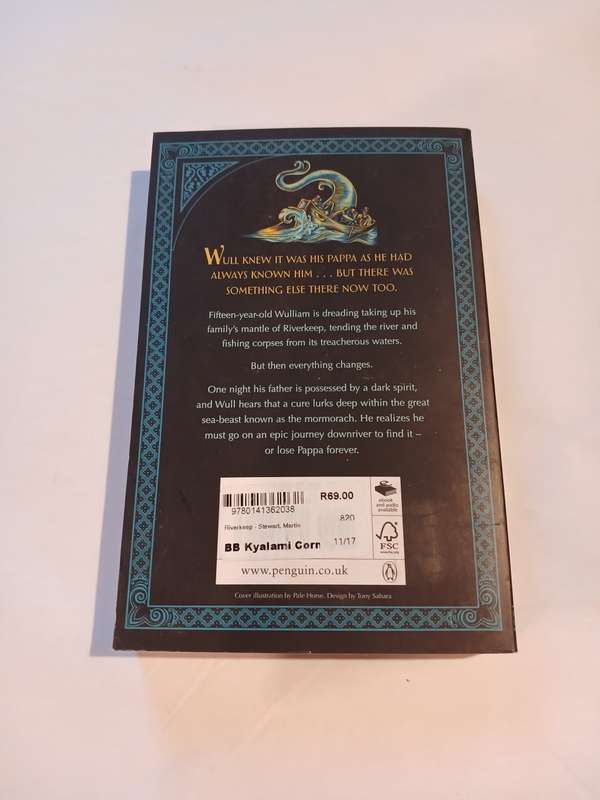 WULL KNEW IT WAS HIS PAPPA AS HE HAD
ALWAYS KNOWN HIM . . . BUT THERE WAS
SOMETHING ELSE THERE NOW TOO.
Fifteen-year-old Wulliam is dreading taking up his
family's mantle of Riverkeep, tending the river and
fishing corpses from its treacherous waters.
But then everything changes.
One night his father is possessed by a dark spirit,
and Wull hears that a cure lurks deep within the great
sea-beast known as the mormorach. He realizes he
must go on an epic journey downriver to find it –
or lose Pappa forever.
R69.00
9780141362038
820
Riverkeep - Stewart, Martin
BB Kyalami Corn
11/17
ebook
and audio
available
FSC
www.penguin.co.uk
Cover illustration by Pale Horse. Design by Tony Sahara